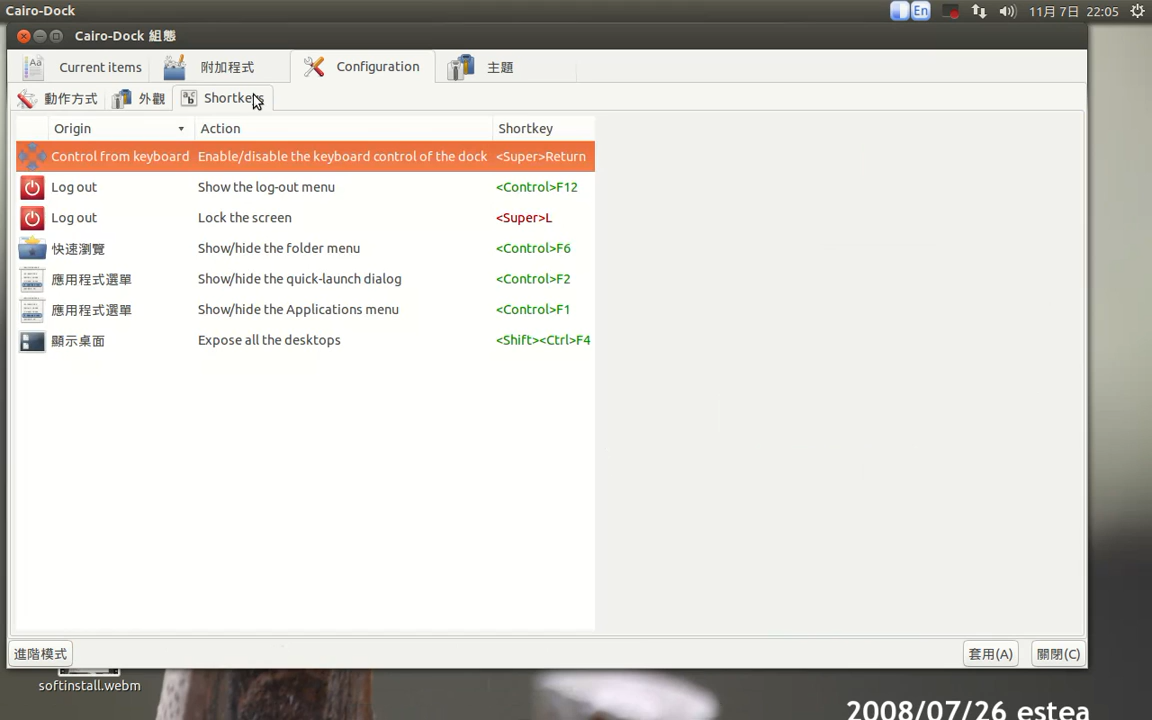 Cairo-Dock
En
11月 7日 22:05
Cairo-Dock 組態
Current items
附加程式
Configuration
主題
動作方式
外觀
Shortkeys
Origin Action Shortkey
Control from keyboard Enable/disable the keyboard control of the dock <Super>Return
Log out Show the log-out menu <Control>F12
Log out Lock the screen <Super>L
快速瀏覽 Show/hide the folder menu <Control>F6
應用程式選單 Show/hide the quick-launch dialog <Control>F2
應用程式選單 Show/hide the Applications menu <Control>F1
顯示桌面 Expose all the desktops <Shift><Ctrl>F4
進階模式 套用(A) 關閉(C)
softinstall.webm
2008/07/26 estea